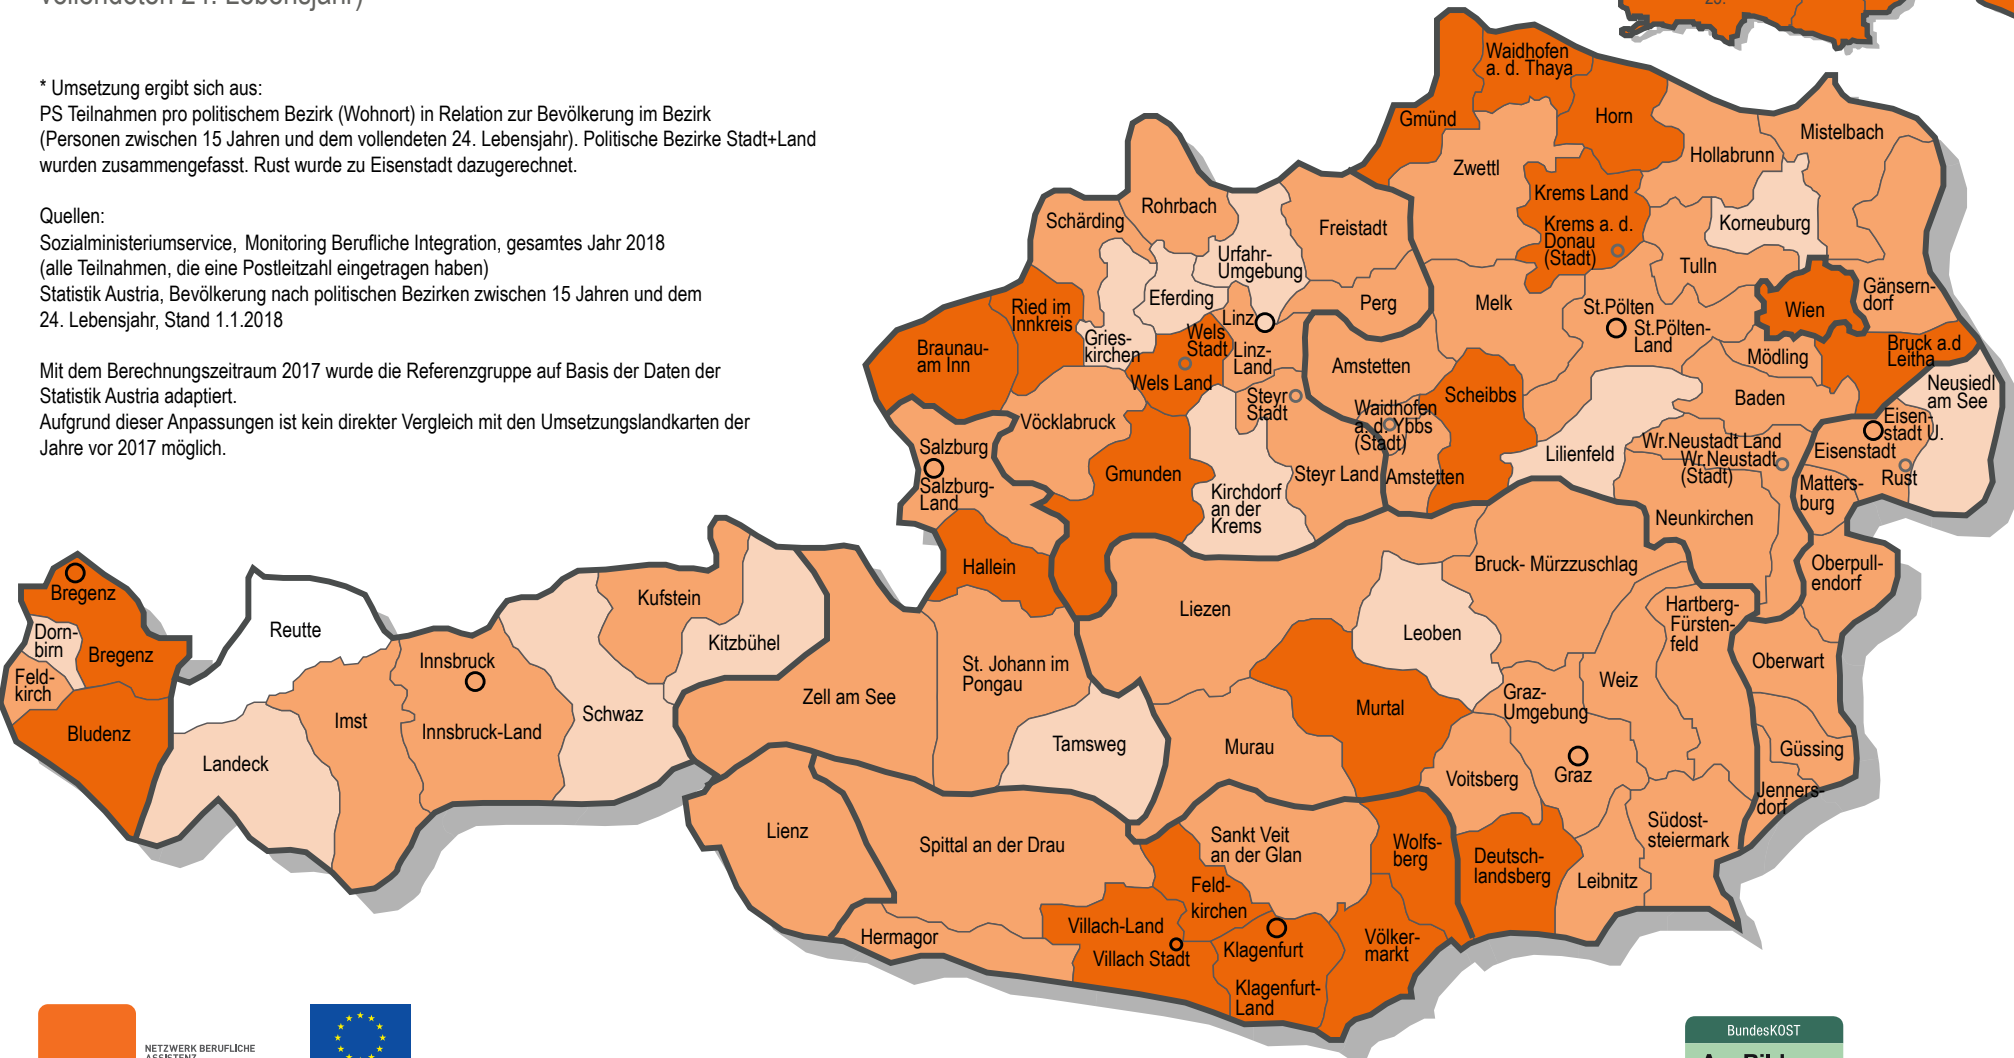 vollendeten 24. Lebensjahr)
* Umsetzung ergibt sich aus:
PS Teilnahmen pro politischem Bezirk (Wohnort) in Relation zur Bevölkerung im Bezirk
(Personen zwischen 15 Jahren und dem vollendeten 24. Lebensjahr). Politische Bezirke Stadt+Land
wurden zusammengefasst. Rust wurde zu Eisenstadt dazugerechnet.
Quellen:
Sozialministeriumservice, Monitoring Berufliche Integration, gesamtes Jahr 2018
(alle Teilnahmen, die eine Postleitzahl eingetragen haben)
Statistik Austria, Bevölkerung nach politischen Bezirken zwischen 15 Jahren und dem
24. Lebensjahr, Stand 1.1.2018
Mit dem Berechnungszeitraum 2017 wurde die Referenzgruppe auf Basis der Daten der
Statistik Austria adaptiert.
Aufgrund dieser Anpassungen ist kein direkter Vergleich mit den Umsetzungslandkarten der
Jahre vor 2017 möglich.
23.
Waidhofen
a. d. Thaya
Gmünd
Horn
Zwettl
Hollabrunn
Mistelbach
Krems Land
Krems a. d.
Donau
(Stadt)
Korneuburg
Tulln
Gänsern-
dorf
Wien
Melk
St.Pölten
St.Pölten-
Land
Mödling
Bruck a.d
Leitha
Baden
Neusiedl
am See
Eisen-
stadt U.
Eisenstadt
Rust
Matters-
burg
Wr.Neustadt Land
Wr.Neustadt
(Stadt)
Neunkirchen
Lilienfeld
Scheibbs
Amstetten
Waidhofen
a. d. Ybbs
(Stadt)
Amstetten
Schärding
Rohrbach
Freistadt
Urfahr-
Umgebung
Eferding
Perg
Linz
Linz-
Land
Ried im
Innkreis
Gries-
kirchen
Wels
Stadt
Wels Land
Braunau-
am Inn
Vöcklabruck
Steyr
Stadt
Steyr Land
Gmunden
Kirchdorf
an der
Krems
Salzburg
Salzburg-
Land
Hallein
St. Johann im
Pongau
Zell am See
Tamsweg
Bregenz
Dorn-
birn
Bregenz
Feld-
kirch
Bludenz
Reutte
Landeck
Imst
Innsbruck
Innsbruck-Land
Schwaz
Kufstein
Kitzbühel
Lienz
Liezen
Leoben
Bruck- Mürzzuschlag
Hartberg-
Fürsten-
feld
Murtal
Murau
Graz-
Umgebung
Weiz
Graz
Voitsberg
Deutsch-
landsberg
Leibnitz
Südost-
steiermark
Oberpull-
endorf
Oberwart
Güssing
Jenners-
dorf
Spittal an der Drau
Hermagor
Sankt Veit
an der Glan
Feld-
kirchen
Wolfs-
berg
Villach-Land
Villach Stadt
Klagenfurt
Klagenfurt-
Land
Völker-
markt
NETZWERK BERUFLICHE
ASSISTENZ
BundesKOST